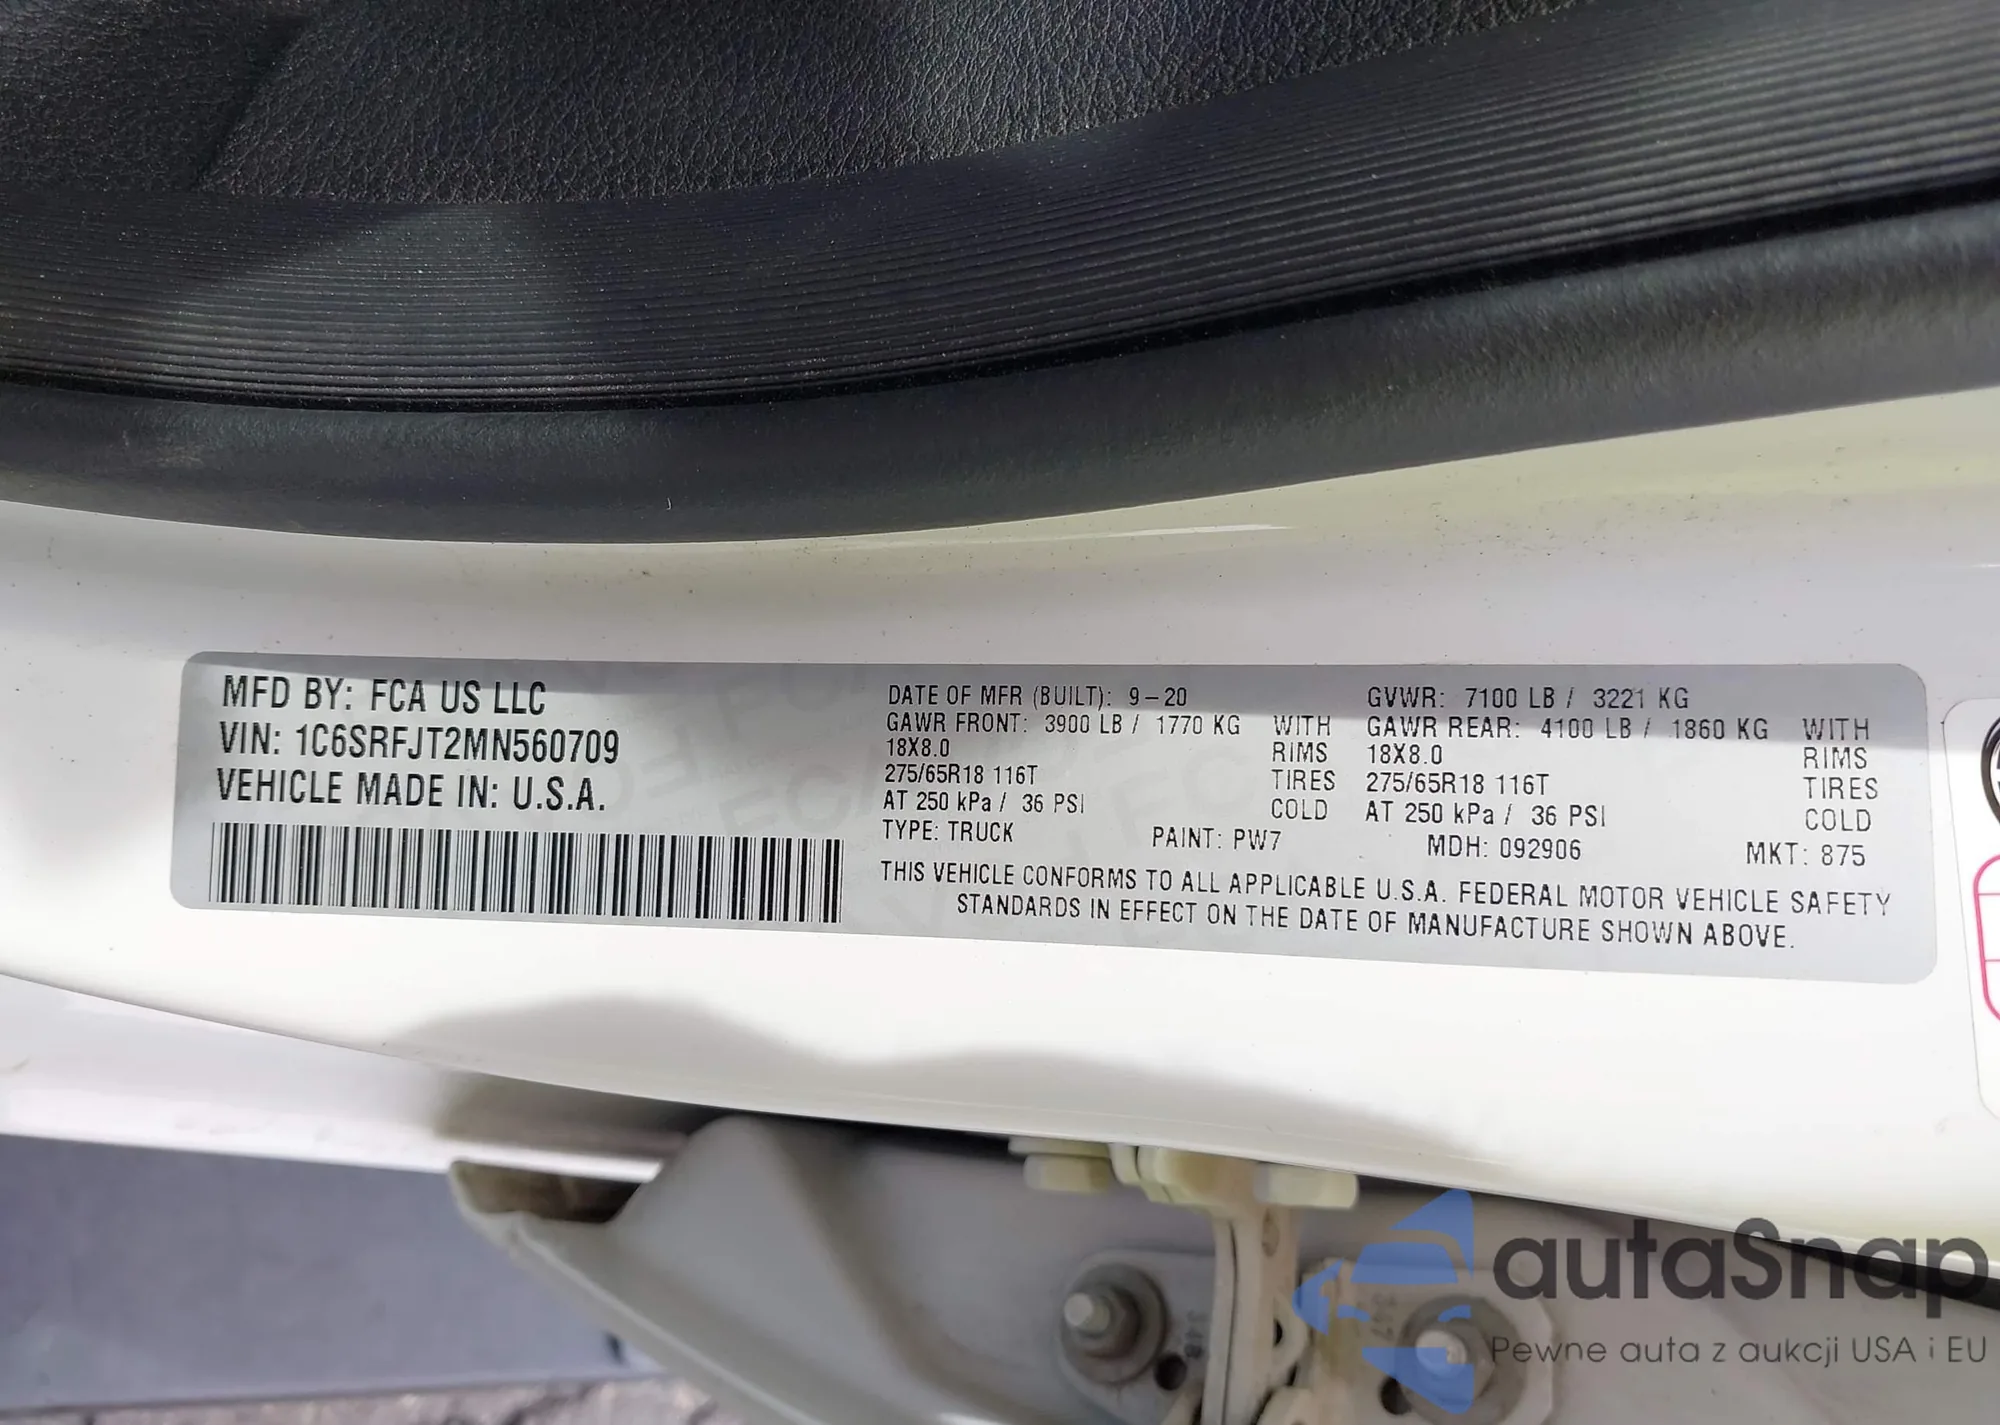 MFD BY: FCA US LLC
VIN: 1C6SRFJT2MN560709
VEHICLE MADE IN: U.S.A.
DATE OF MFR (BUILT): 9-20 GVWR: 7100 LB / 3221 KG
GAWR FRONT: 3900 LB / 1770 KG WITH GAWR REAR: 4100 LB / 1860 KG WITH
18X8.0 RIMS 18X8.0 RIMS
275/65R18 116T TIRES 275/65R18 116T TIRES
AT 250 kPa / 36 PSI COLD AT 250 kPa / 36 PSI COLD
TYPE: TRUCK PAINT: PW7 MDH: 092906 MKT: 875
THIS VEHICLE CONFORMS TO ALL APPLICABLE U.S.A. FEDERAL MOTOR VEHICLE SAFETY
STANDARDS IN EFFECT ON THE DATE OF MANUFACTURE SHOWN ABOVE.
autaSnap
Pewne auta z aukcji USA i EU